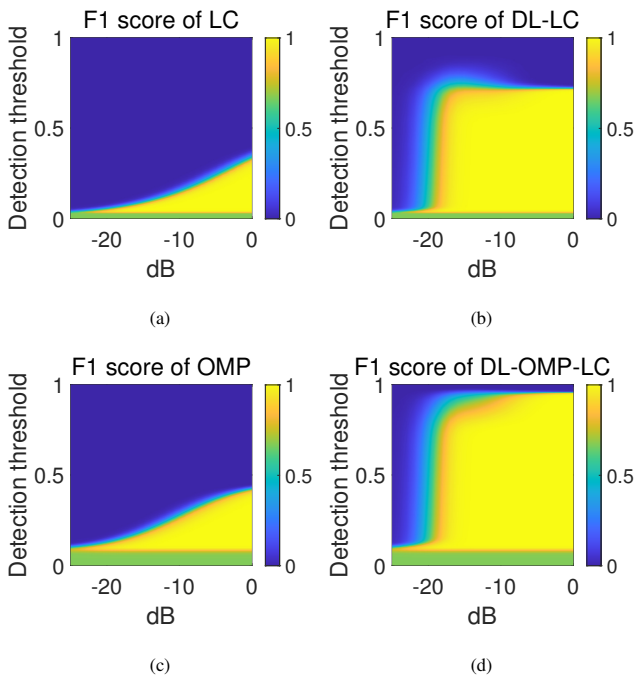 F1 score of LC
Detection threshold
1
0.5
0
-20
-10
0
dB
1
0.5
0
(a)
F1 score of DL-LC
Detection threshold
1
0.5
0
-20
-10
0
dB
1
0.5
0
(b)
F1 score of OMP
Detection threshold
1
0.5
0
-20
-10
0
dB
1
0.5
0
(c)
F1 score of DL-OMP-LC
Detection threshold
1
0.5
0
-20
-10
0
dB
1
0.5
0
(d)